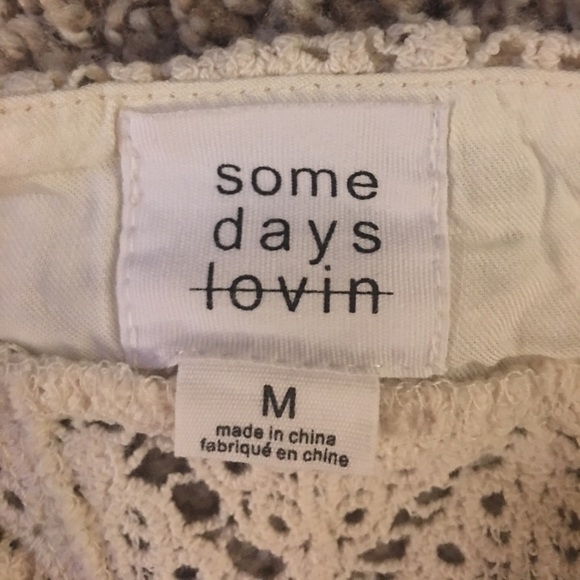 some
days
lovin
M
made in china
fabriqué en chine